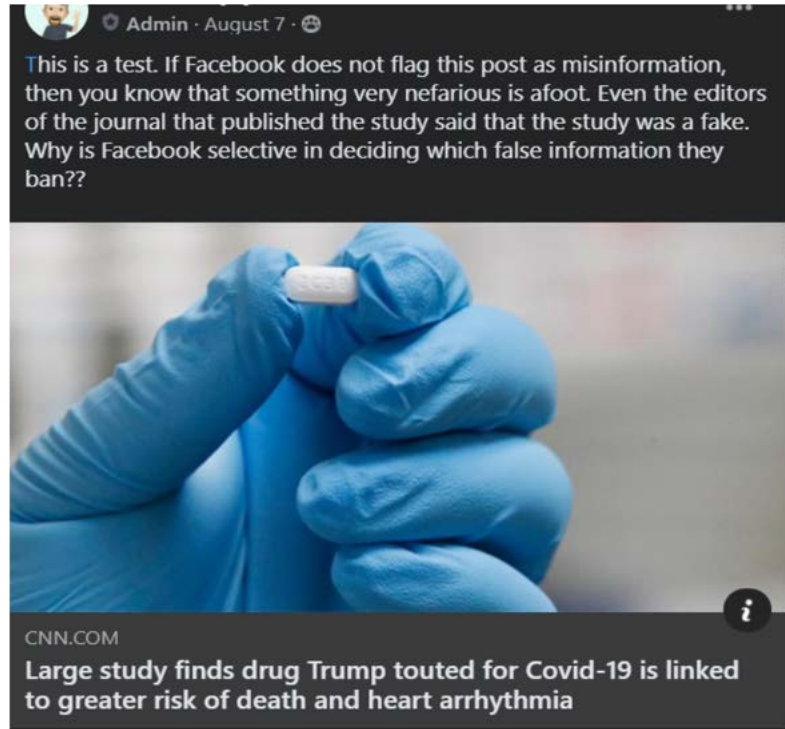 Admin · August 7 ·
This is a test. If Facebook does not flag this post as misinformation,
then you know that something very nefarious is afoot. Even the editors
of the journal that published the study said that the study was a fake.
Why is Facebook selective in deciding which false information they
ban??
CNN.COM
Large study finds drug Trump touted for Covid-19 is linked
to greater risk of death and heart arrhythmia